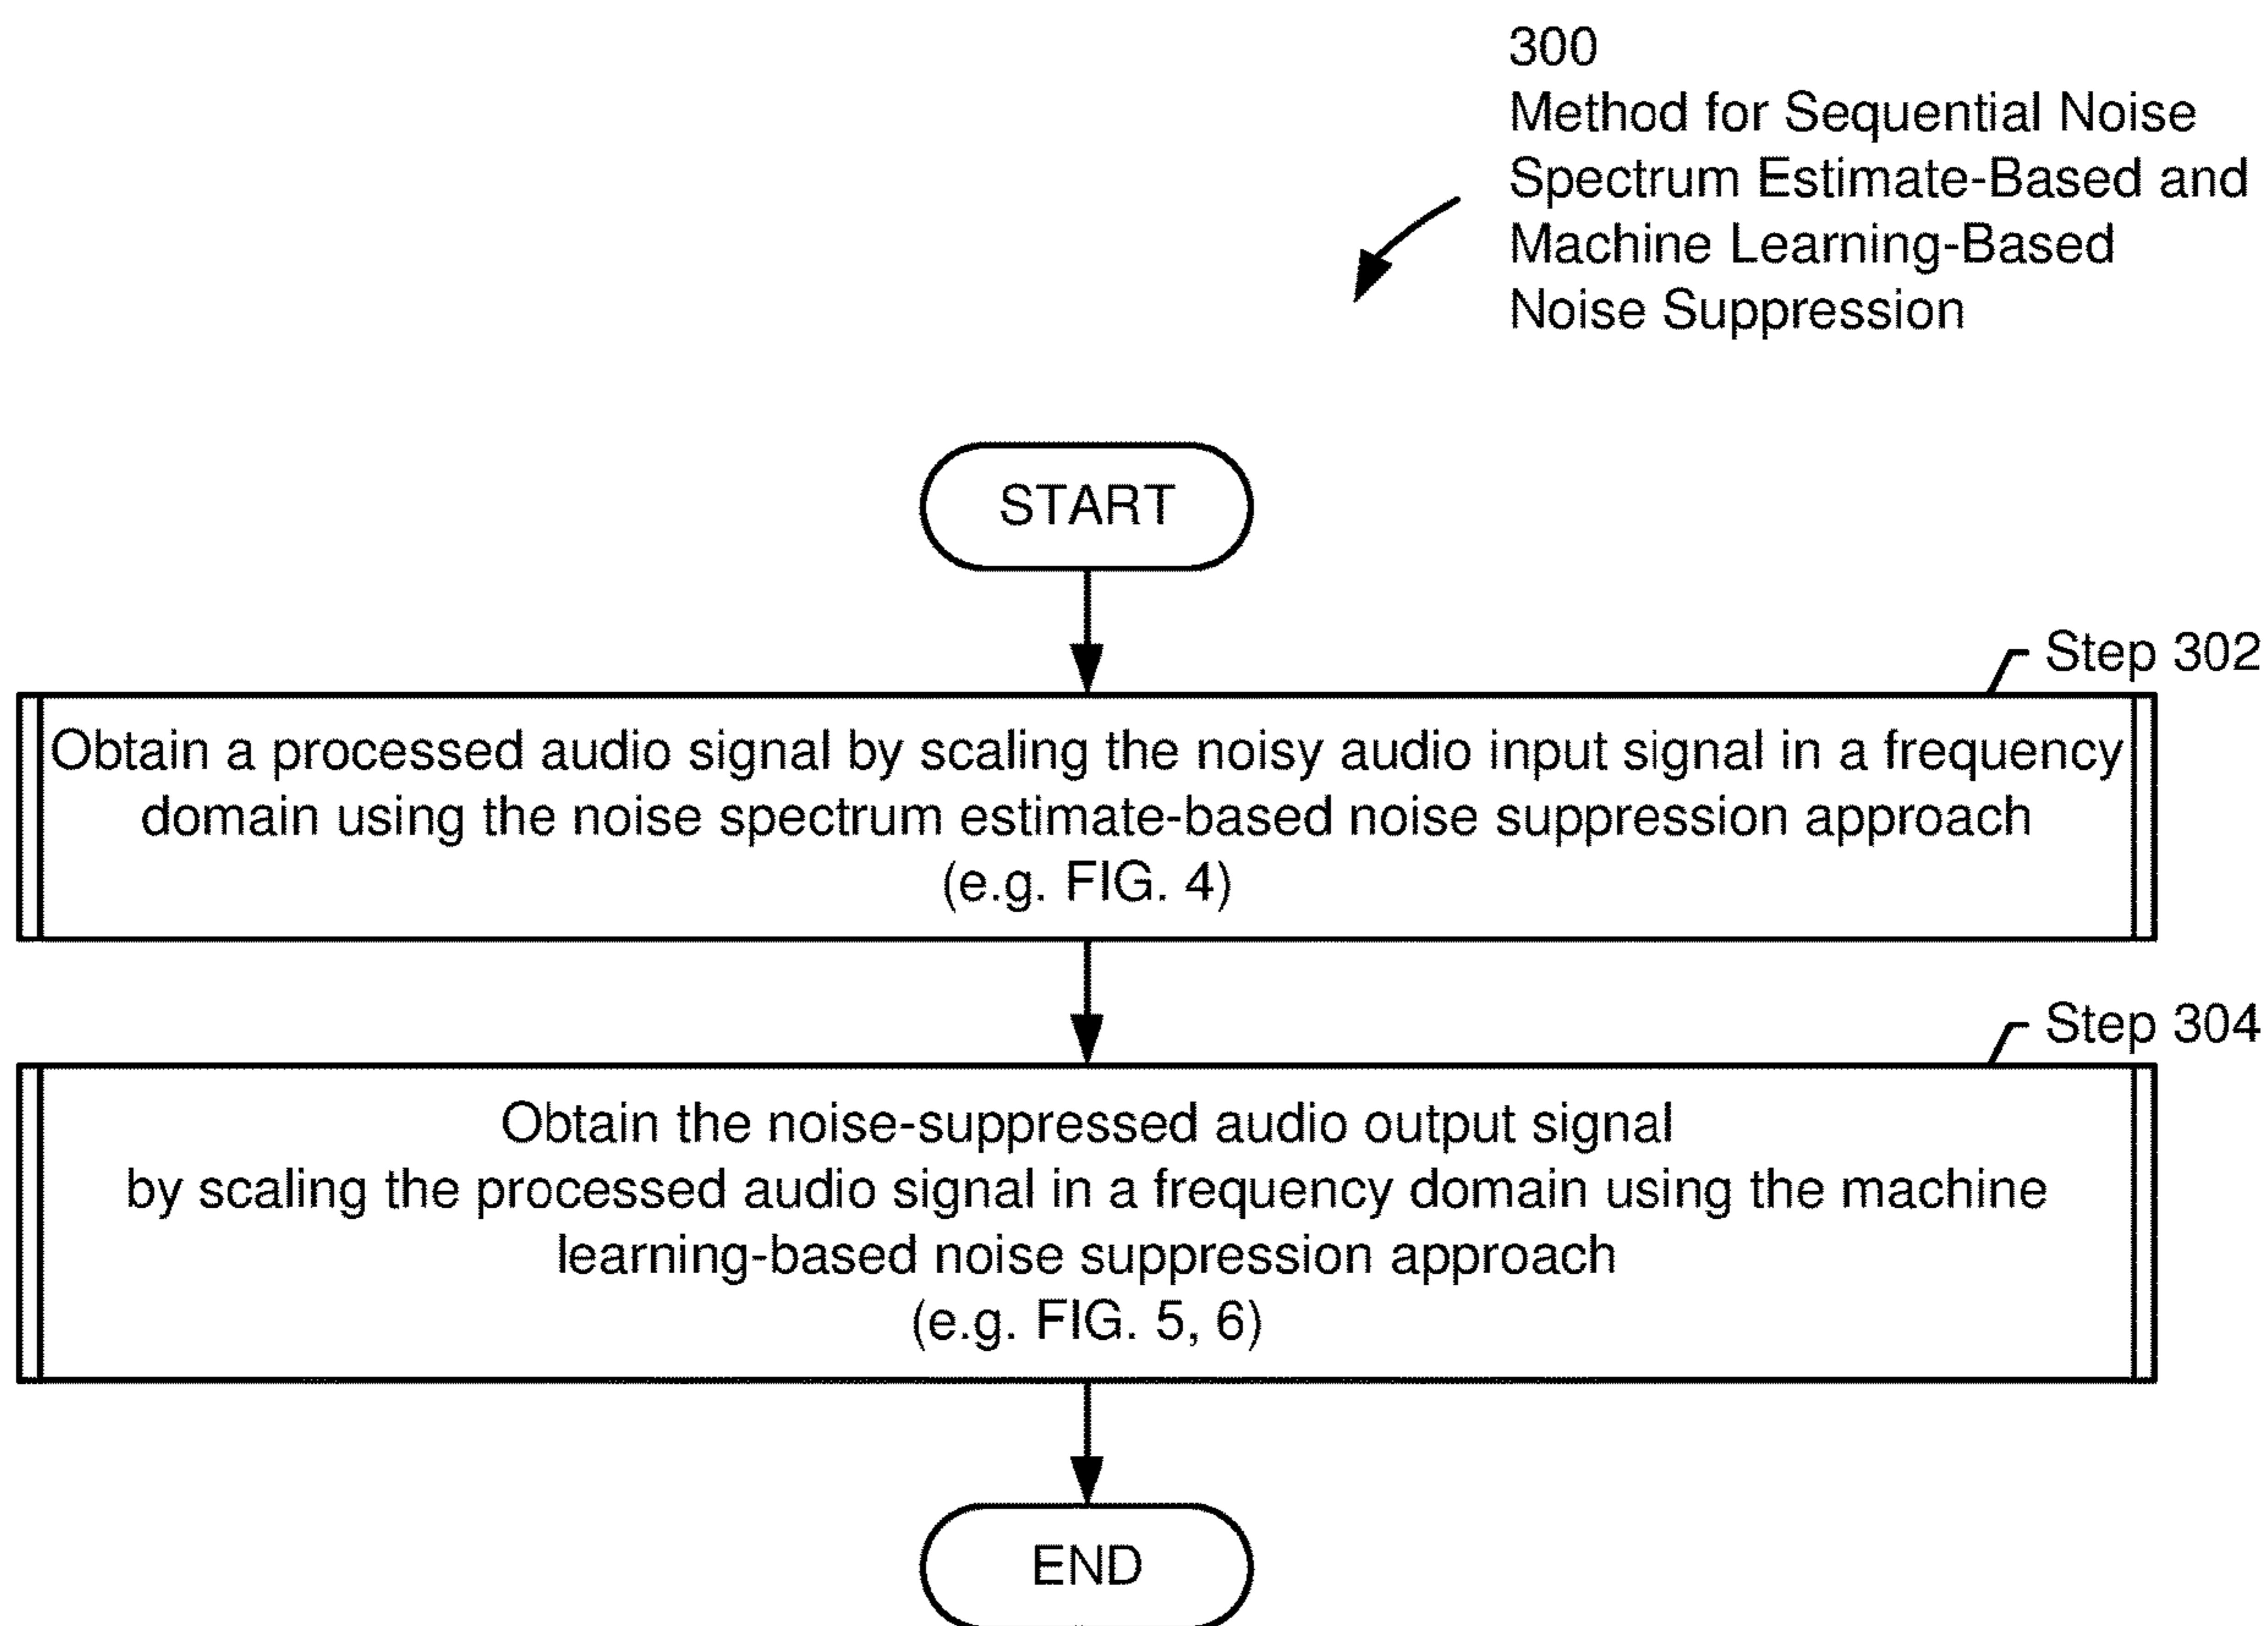 300
Method for Sequential Noise
Spectrum Estimate-Based and
Machine Learning-Based
Noise Suppression
START
Step 302
Obtain a processed audio signal by scaling the noisy audio input signal in a frequency
domain using the noise spectrum estimate-based noise suppression approach
(e.g. FIG. 4)
Step 304
Obtain the noise-suppressed audio output signal
by scaling the processed audio signal in a frequency domain using the machine
learning-based noise suppression approach
(e.g. FIG. 5, 6)
END